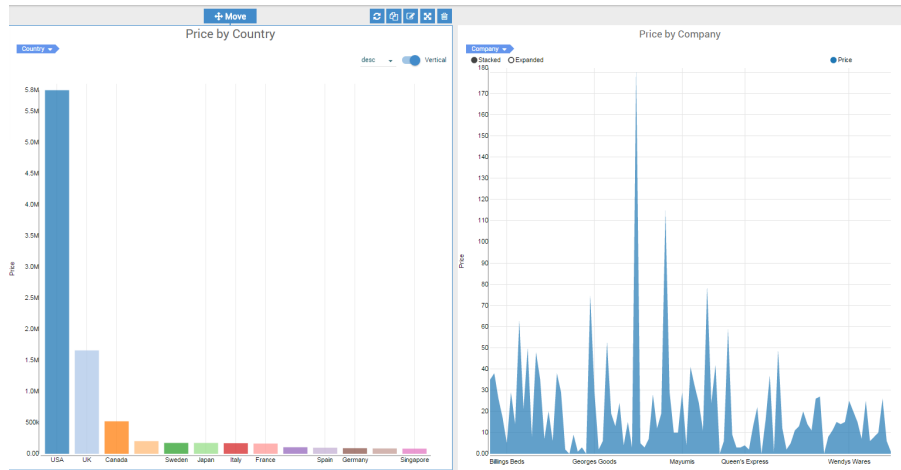 Move
Price by Country
Country
desc
Vertical
5.8M
5.5M
5.0M
4.5M
4.0M
3.5M
3.0M
2.5M
2.0M
1.5M
1.0M
500k
0.00
Price
USA UK Canada Sweden Japan Italy France Spain Germany Singapore
Price by Company
Company
Stacked Expanded Price
180
170
160
150
140
130
120
110
100
90
80
70
60
50
40
30
20
10
0.00
Price
Billings Beds Georges Goods Mayumis Queen's Express Wendys Wares